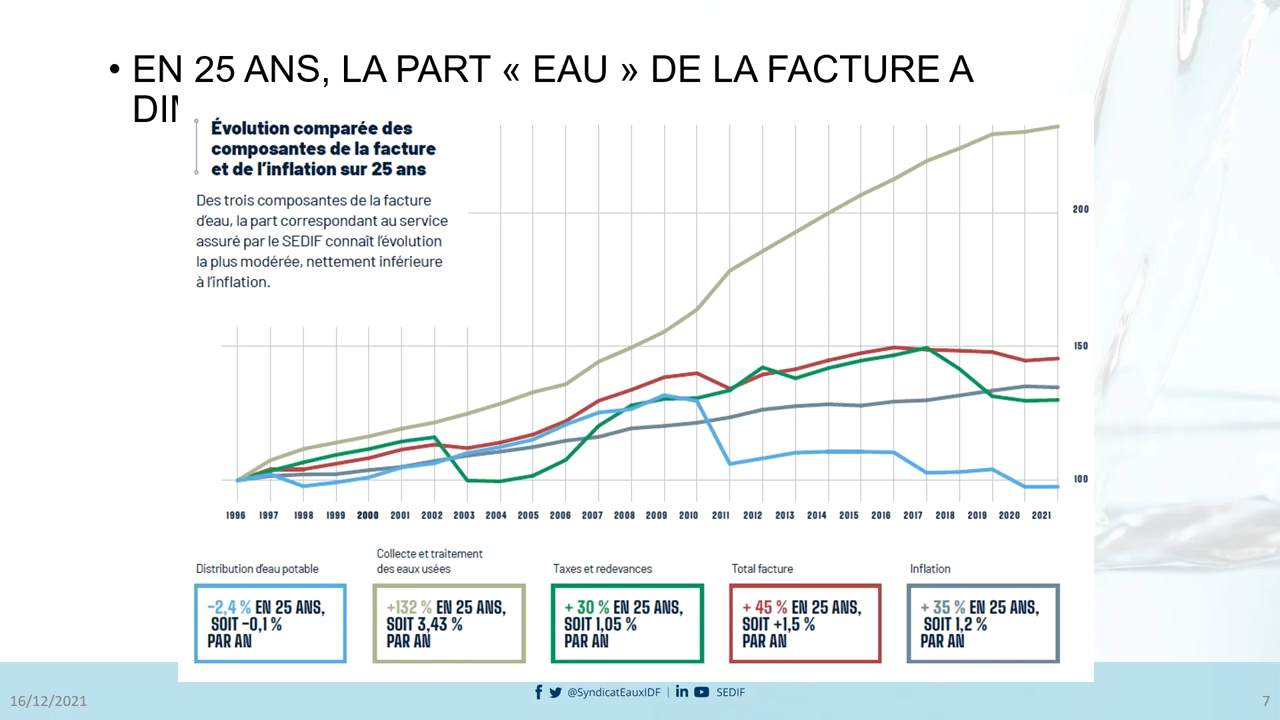 • EN 25 ANS, LA PART « EAU » DE LA FACTURE A
Évolution comparée des
composantes de la facture
et de l'inflation sur 25 ans
Des trois composantes de la facture
d'eau, la part correspondant au service
assuré par le SEDIF connaît l'évolution
la plus modérée, nettement inférieure
à l'inflation.
200
150
100
1996 1997 1998 1999 2000 2001 2002 2003 2004 2005 2006 2007 2008 2009 2010 2011 2012 2013 2014 2015 2016 2017 2018 2019 2020 2021
Distribution d'eau potable
−2,4 % EN 25 ANS,
SOIT −0,1 %
PAR AN
Collecte et traitement
des eaux usées
+132 % EN 25 ANS,
SOIT 3,43 %
PAR AN
Taxes et redevances
+ 30 % EN 25 ANS,
SOIT 1,05 %
PAR AN
Total facture
+ 45 % EN 25 ANS,
SOIT +1,5 %
PAR AN
Inflation
+ 35 % EN 25 ANS,
SOIT 1,2 %
PAR AN
16/12/2021
@SyndicatEauxIDF | SEDIF
7